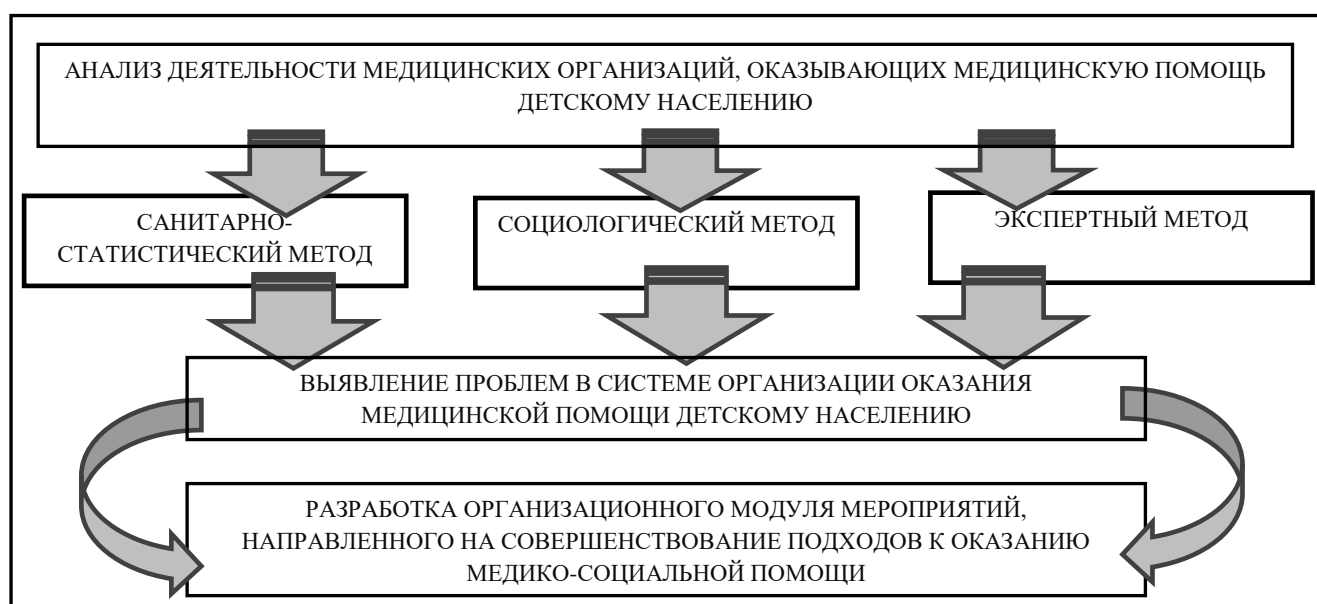 АНАЛИЗ ДЕЯТЕЛЬНОСТИ МЕДИЦИНСКИХ ОРГАНИЗАЦИЙ, ОКАЗЫВАЮЩИХ МЕДИЦИНСКУЮ ПОМОЩЬ
ДЕТСКОМУ НАСЕЛЕНИЮ
САНИТАРНО-
СТАТИСТИЧЕСКИЙ МЕТОД
СОЦИОЛОГИЧЕСКИЙ МЕТОД
ЭКСПЕРТНЫЙ МЕТОД
ВЫЯВЛЕНИЕ ПРОБЛЕМ В СИСТЕМЕ ОРГАНИЗАЦИИ ОКАЗАНИЯ
МЕДИЦИНСКОЙ ПОМОЩИ ДЕТСКОМУ НАСЕЛЕНИЮ
РАЗРАБОТКА ОРГАНИЗАЦИОННОГО МОДУЛЯ МЕРОПРИЯТИЙ,
НАПРАВЛЕННОГО НА СОВЕРШЕНСТВОВАНИЕ ПОДХОДОВ К ОКАЗАНИЮ
МЕДИКО-СОЦИАЛЬНОЙ ПОМОЩИ